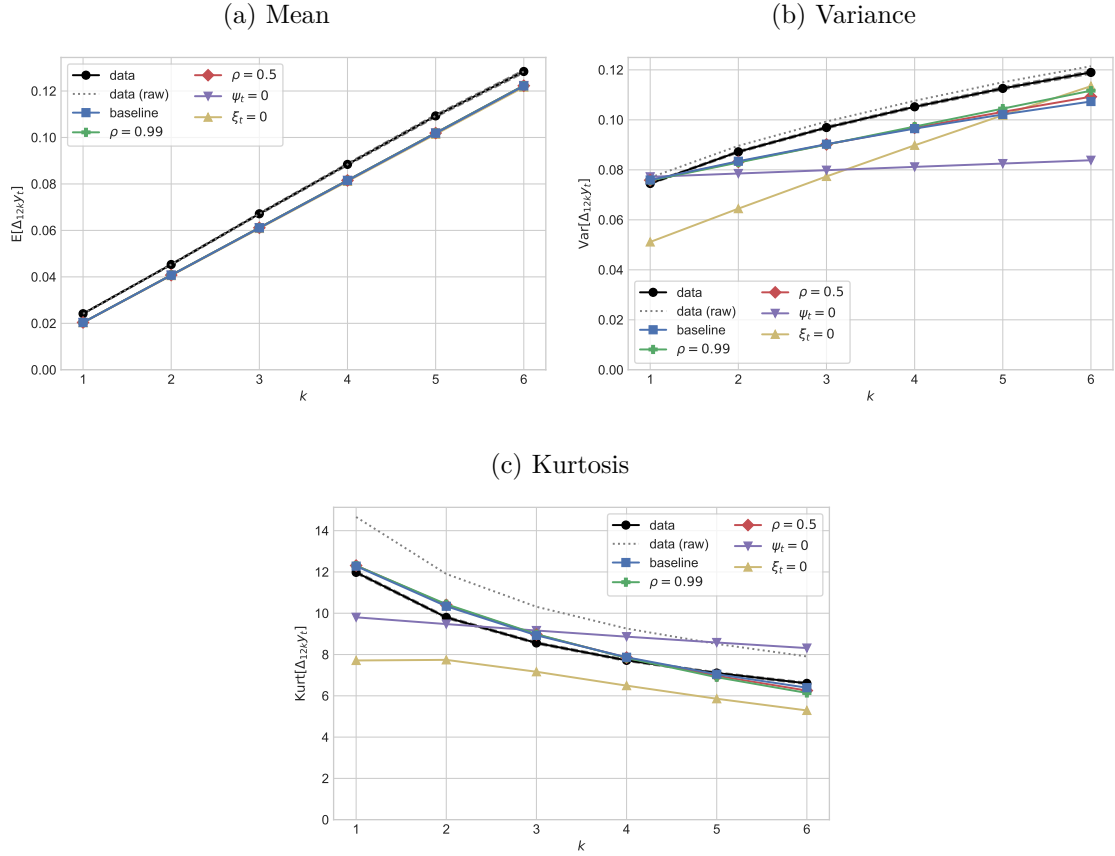 (a) Mean
(b) Variance
data
data (raw)
baseline
ρ = 0.99
ρ = 0.5
ψₜ = 0
ξₜ = 0
0.12
0.10
0.08
0.06
0.04
0.02
0.00
E[Δ₁₂ₖyₜ]
1 2 3 4 5 6
k
0.12
0.10
0.08
0.06
0.04
0.02
0.00
Var[Δ₁₂ₖyₜ]
data
data (raw)
baseline
ρ = 0.99
ρ = 0.5
ψₜ = 0
ξₜ = 0
1 2 3 4 5 6
k
(c) Kurtosis
14
12
10
8
6
4
2
0
Kurt[Δ₁₂ₖyₜ]
data
data (raw)
baseline
ρ = 0.99
ρ = 0.5
ψₜ = 0
ξₜ = 0
1 2 3 4 5 6
k